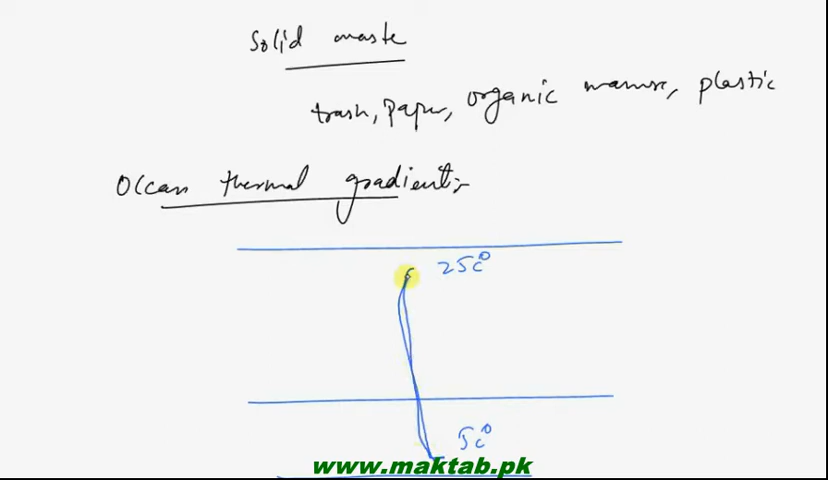 Solid waste
trash, Paper, organic manure, plastic
Ocean thermal gradient:-
25c°
5c°
www.maktab.pk